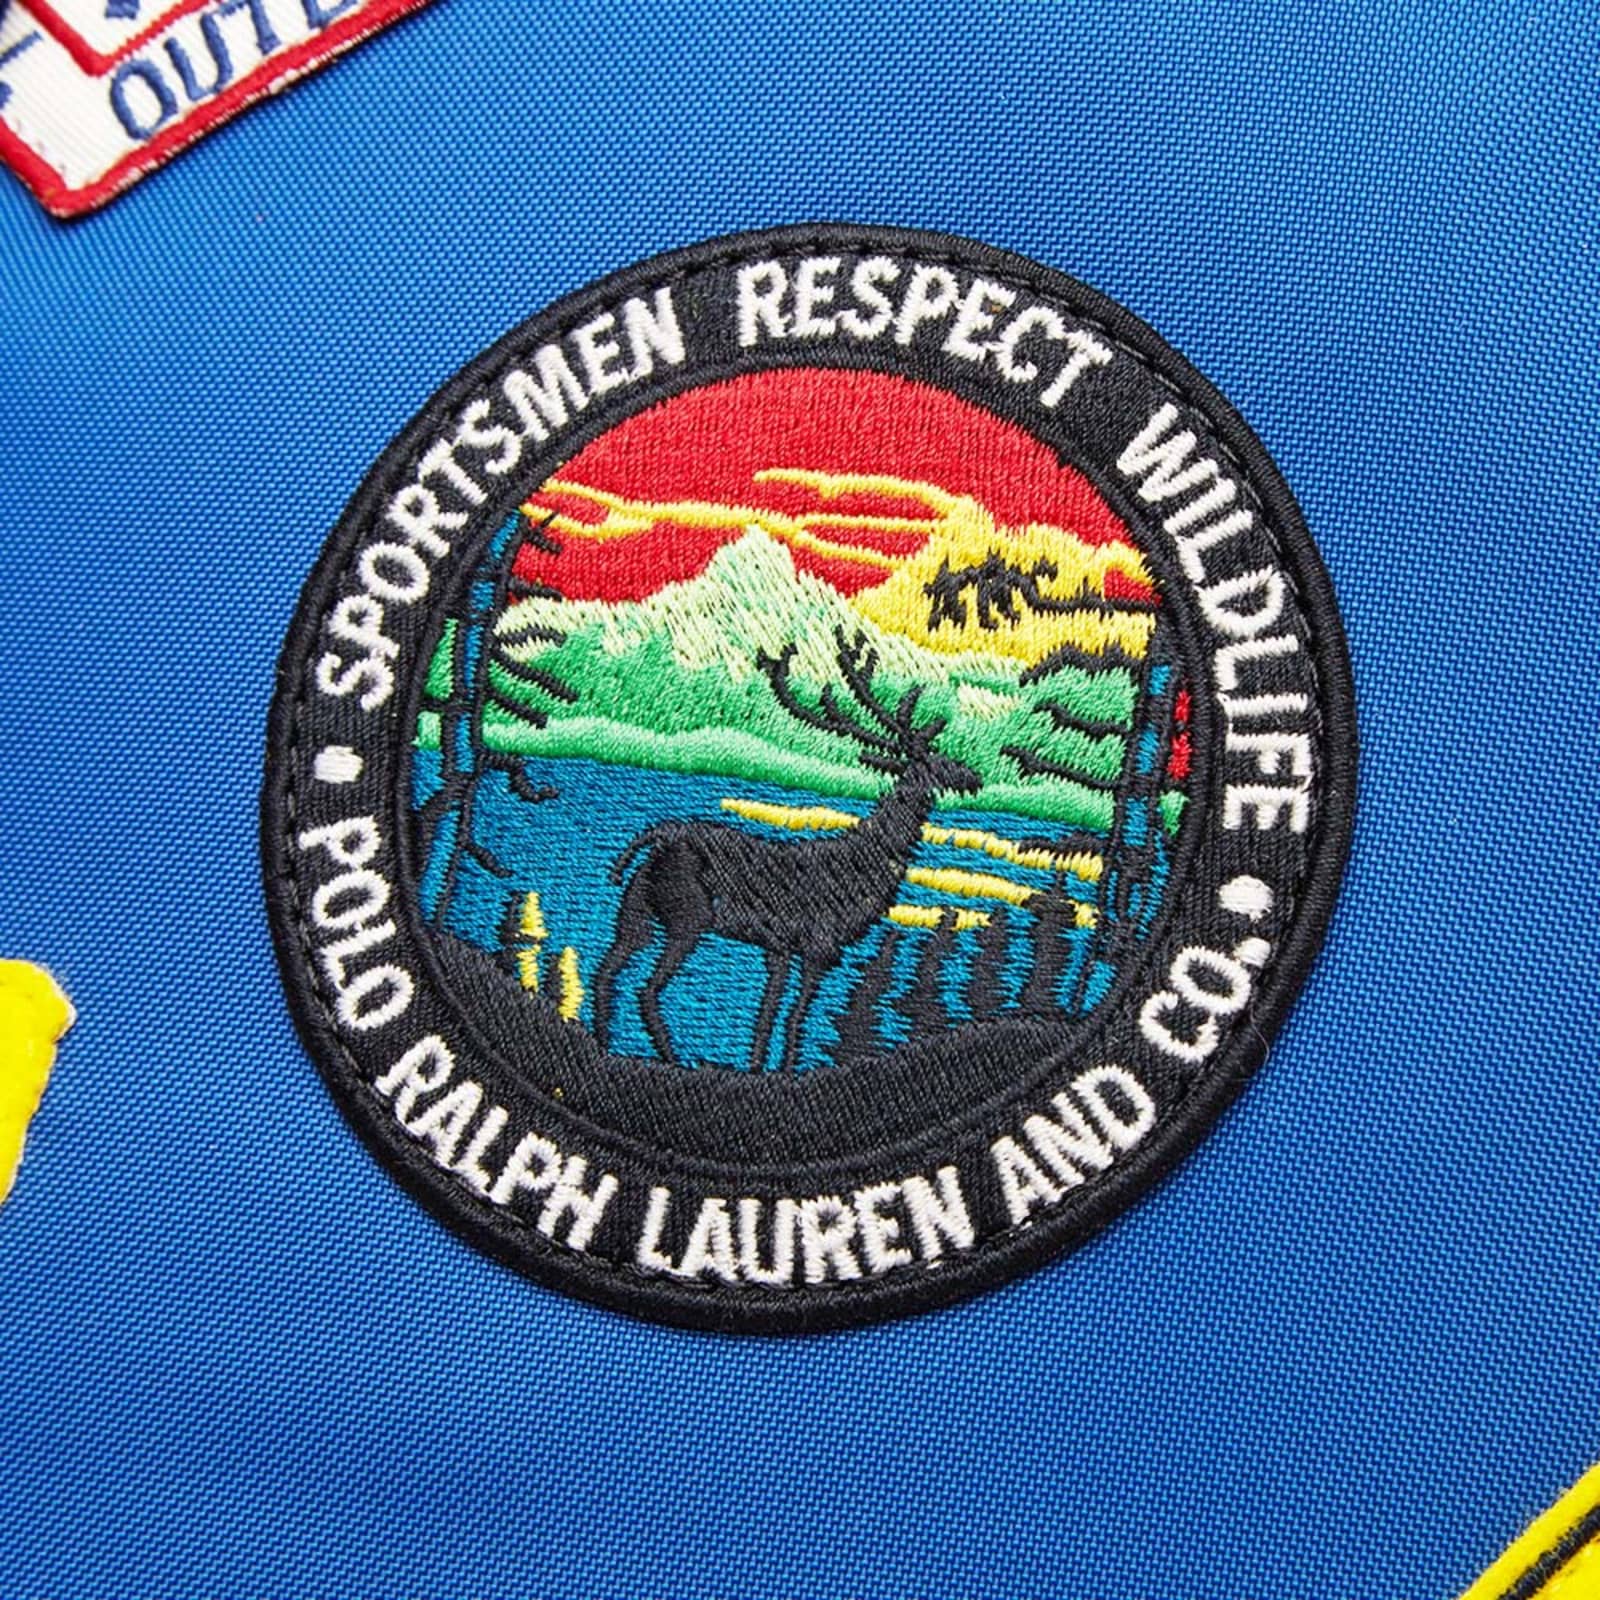 SPORTSMEN RESPECT WILDLIFE
• POLO RALPH LAUREN AND CO. •